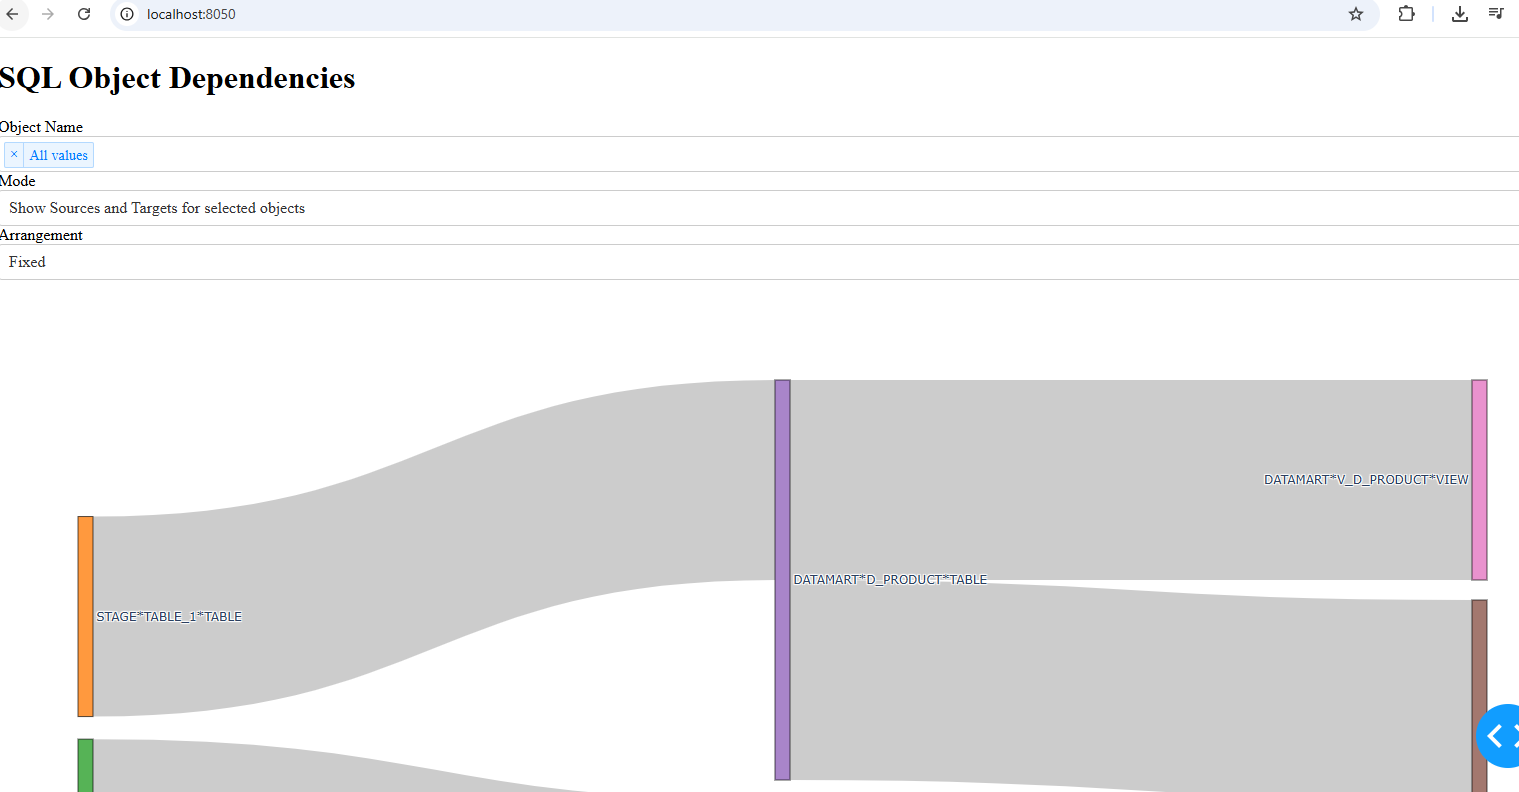 localhost:8050
SQL Object Dependencies
Object Name
× All values
Mode
Show Sources and Targets for selected objects
Arrangement
Fixed
DATAMART*V_D_PRODUCT*VIEW
DATAMART*D_PRODUCT*TABLE
STAGE*TABLE_1*TABLE